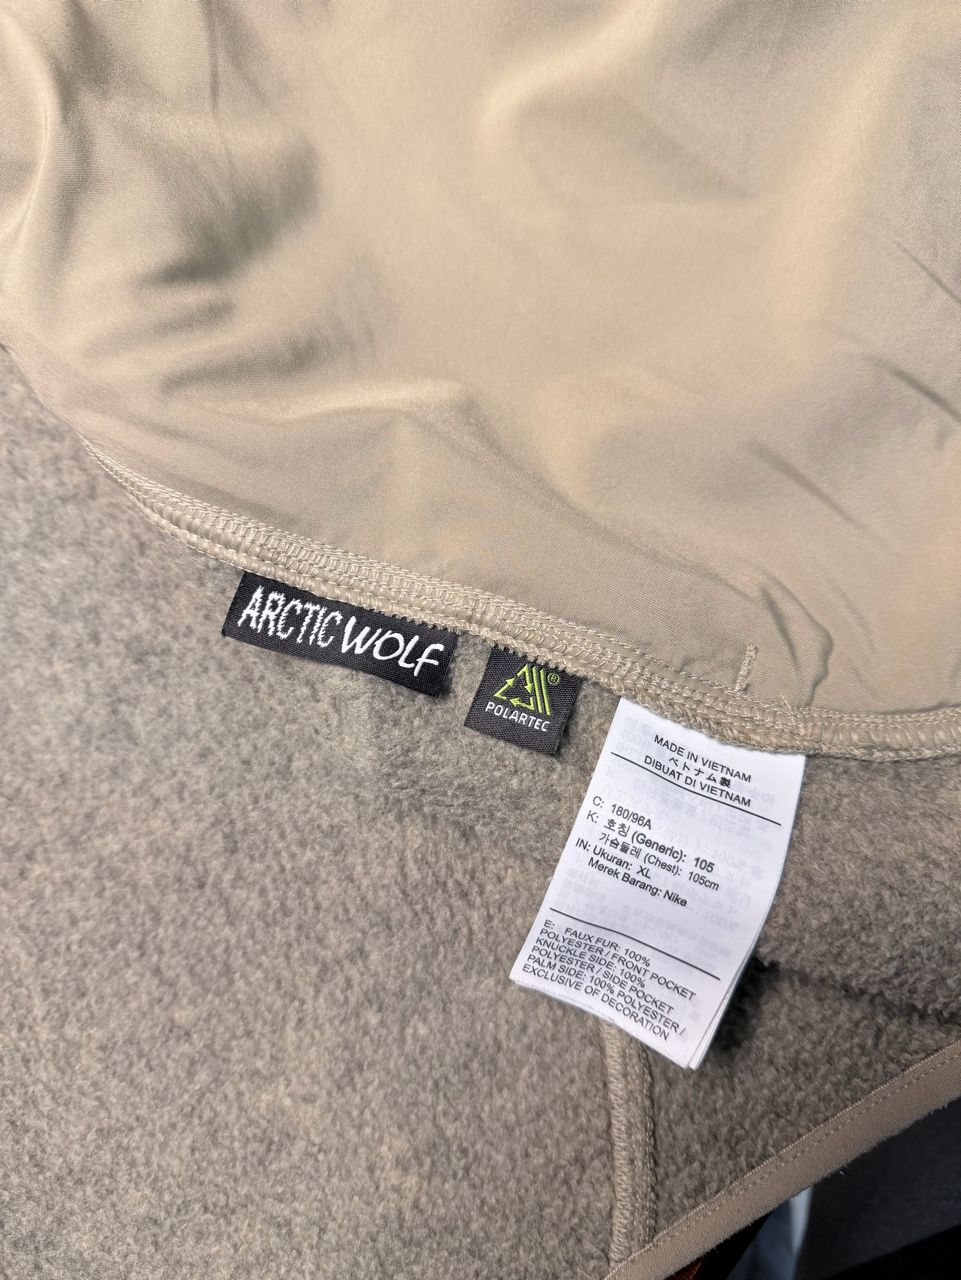 ARCTIC WOLF
®
POLARTEC
MADE IN VIETNAM
ベトナム製
DIBUAT DI VIETNAM
C: 180/96A
K: 호칭 (Generic): 105
가슴둘레 (Chest): 105cm
IN: Ukuran: XL
Merek Barang: Nike
E: FAUX FUR: 100%
POLYESTER / FRONT POCKET
KNUCKLE SIDE: 100%
POLYESTER / SIDE POCKET
PALM SIDE: 100% POLYESTER /
EXCLUSIVE OF DECORATION